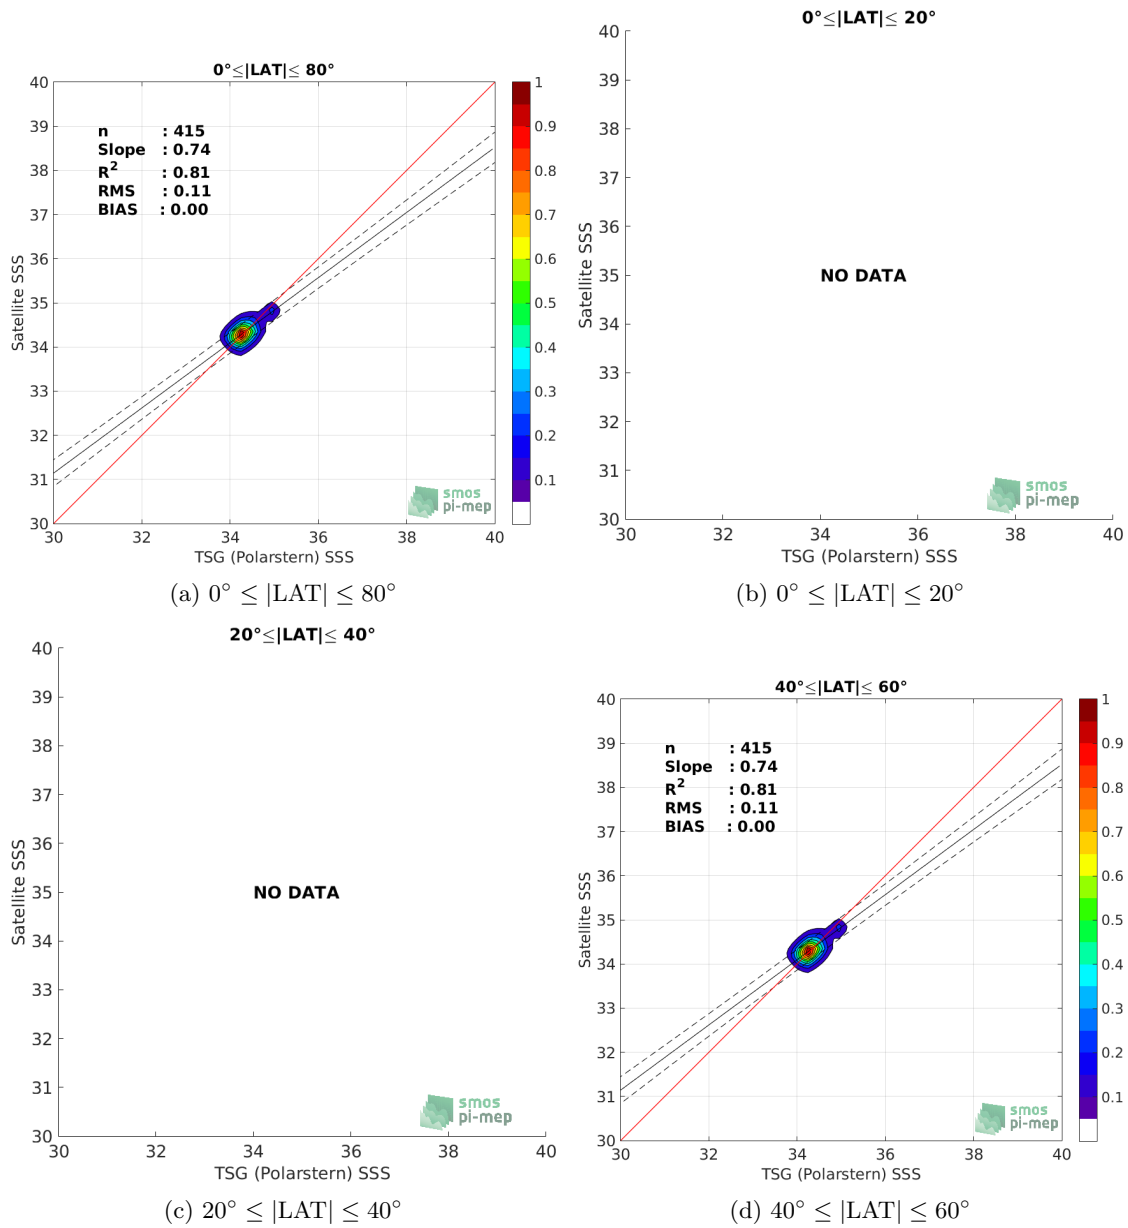 0°≤|LAT|≤ 80°
40
39
38
37
36
35
34
33
32
31
30
30 32 34 36 38 40
Satellite SSS
TSG (Polarstern) SSS
n : 415
Slope : 0.74
R² : 0.81
RMS : 0.11
BIAS : 0.00
smos
pi-mep
1
0.9
0.8
0.7
0.6
0.5
0.4
0.3
0.2
0.1
(a) 0° ≤ |LAT| ≤ 80°
0°≤|LAT|≤ 20°
40
39
38
37
36
35
34
33
32
31
30
30 32 34 36 38 40
Satellite SSS
TSG (Polarstern) SSS
NO DATA
smos
pi-mep
(b) 0° ≤ |LAT| ≤ 20°
20°≤|LAT|≤ 40°
40
39
38
37
36
35
34
33
32
31
30
30 32 34 36 38 40
Satellite SSS
TSG (Polarstern) SSS
NO DATA
smos
pi-mep
(c) 20° ≤ |LAT| ≤ 40°
40°≤|LAT|≤ 60°
40
39
38
37
36
35
34
33
32
31
30
30 32 34 36 38 40
Satellite SSS
TSG (Polarstern) SSS
n : 415
Slope : 0.74
R² : 0.81
RMS : 0.11
BIAS : 0.00
smos
pi-mep
1
0.9
0.8
0.7
0.6
0.5
0.4
0.3
0.2
0.1
(d) 40° ≤ |LAT| ≤ 60°